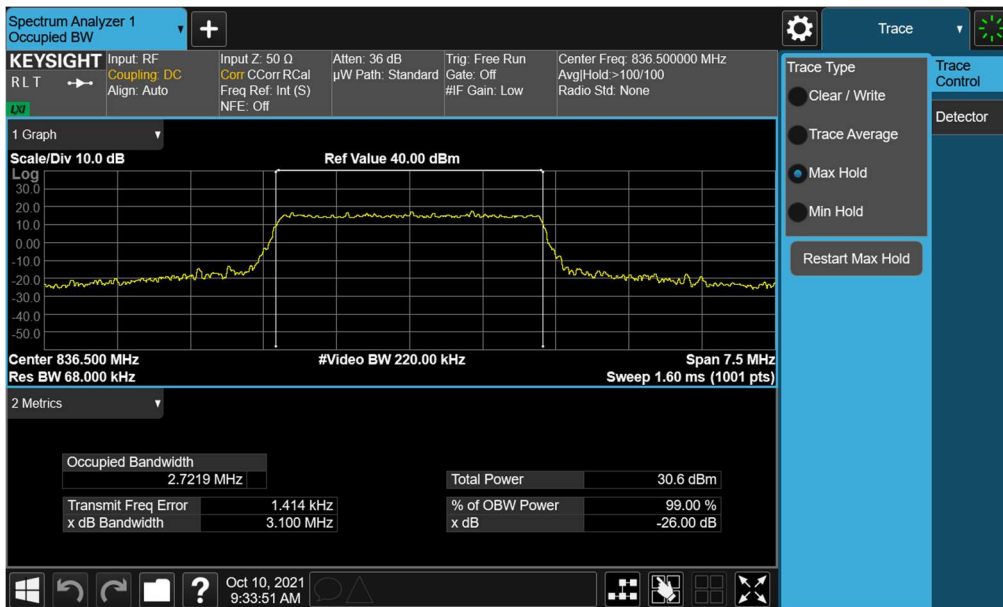 Spectrum Analyzer 1
Occupied BW
Trace
KEYSIGHT
R L T
LXI
Input: RF
Coupling: DC
Align: Auto
Input Z: 50 Ω
Corr CCorr RCal
Freq Ref: Int (S)
NFE: Off
Atten: 36 dB
µW Path: Standard
Trig: Free Run
Gate: Off
#IF Gain: Low
Center Freq: 836.500000 MHz
Avg|Hold:>100/100
Radio Std: None
1 Graph
Scale/Div 10.0 dB
Ref Value 40.00 dBm
Log
30.0
20.0
10.0
0.00
-10.0
-20.0
-30.0
-40.0
-50.0
Center 836.500 MHz
#Video BW 220.00 kHz
Span 7.5 MHz
Res BW 68.000 kHz
Sweep 1.60 ms (1001 pts)
2 Metrics
Occupied Bandwidth
2.7219 MHz
Transmit Freq Error 1.414 kHz
x dB Bandwidth 3.100 MHz
Total Power 30.6 dBm
% of OBW Power 99.00 %
x dB -26.00 dB
Oct 10, 2021
9:33:51 AM
Trace Type
Clear / Write
Trace Average
Max Hold
Min Hold
Restart Max Hold
Trace
Control
Detector